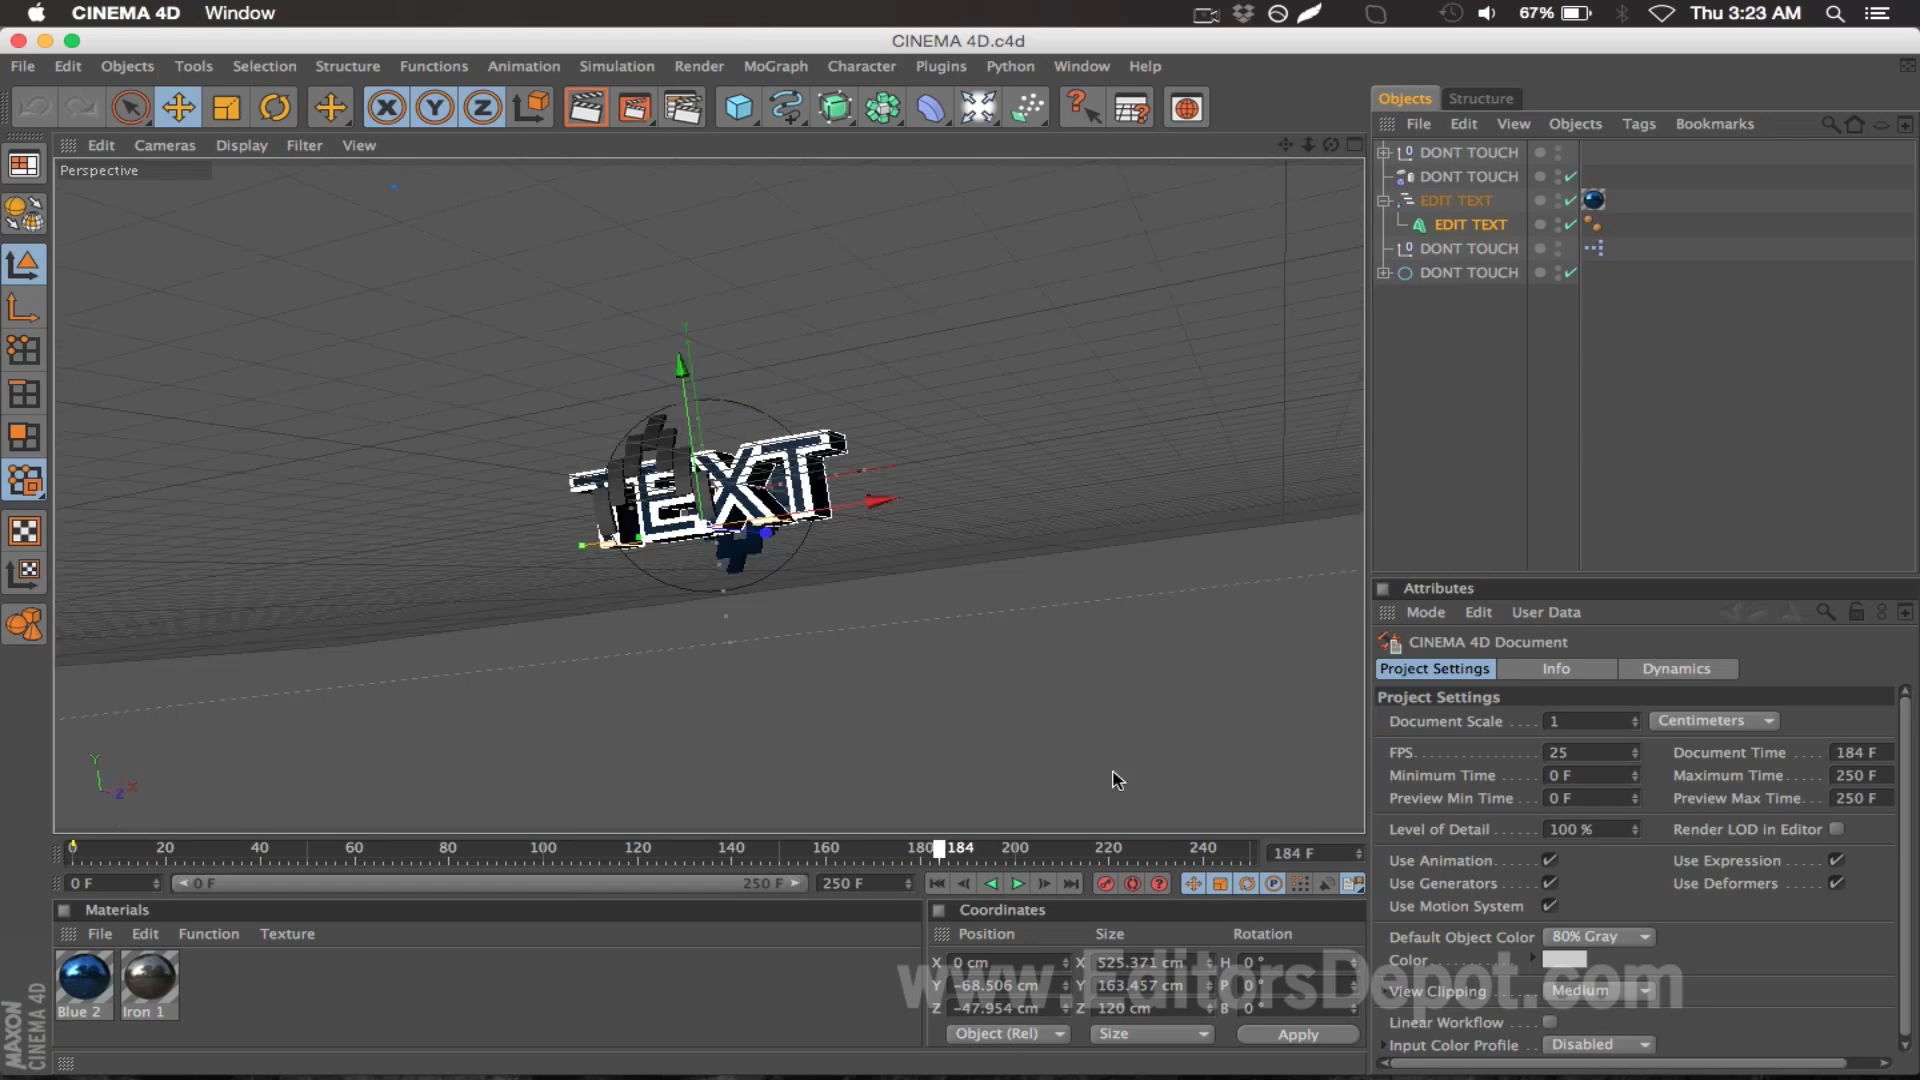 CINEMA 4D Window
67% Thu 3:23 AM
CINEMA 4D.c4d
File Edit Objects Tools Selection Structure Functions Animation Simulation Render MoGraph Character Plugins Python Window Help
X Y Z
Objects Structure
File Edit View Objects Tags Bookmarks
Edit Cameras Display Filter View
Perspective
DONT TOUCH
DONT TOUCH
EDIT TEXT
EDIT TEXT
DONT TOUCH
DONT TOUCH
Y
TEXT
Y
Z X
Attributes
Mode Edit User Data
CINEMA 4D Document
Project Settings Info Dynamics
Project Settings
Document Scale .... 1 Centimeters
FPS 25 Document Time .... 184 F
Minimum Time ... 0 F Maximum Time 250 F
Preview Min Time ... 0 F Preview Max Time 250 F
Level of Detail 100 % Render LOD in Editor
Use Animation Use Expression
Use Generators Use Deformers
Use Motion System
Default Object Color 80% Gray
Color
View Clipping Medium
Linear Workflow
Input Color Profile Disabled
0 20 40 60 80 100 120 140 160 180 184 200 220 240
184 F
0 F 0 F 250 F 250 F
Materials
File Edit Function Texture
Blue 2 Iron 1
Coordinates
Position Size Rotation
X 0 cm X 525.371 cm H 0 °
Y -68.506 cm Y 163.457 cm P 0 °
Z -47.954 cm Z 120 cm B 0 °
Object (Rel) Size Apply
www.EditorsDepot.com
MAXON
CINEMA 4D